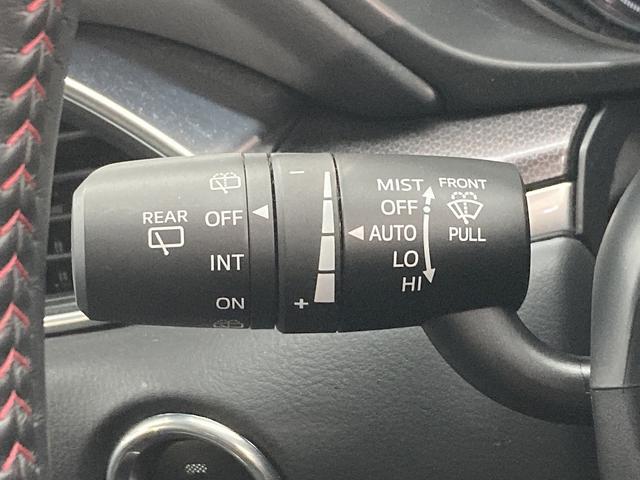 REAR
OFF
INT
ON
−
+
MIST
OFF
AUTO
LO
HI
FRONT
PULL